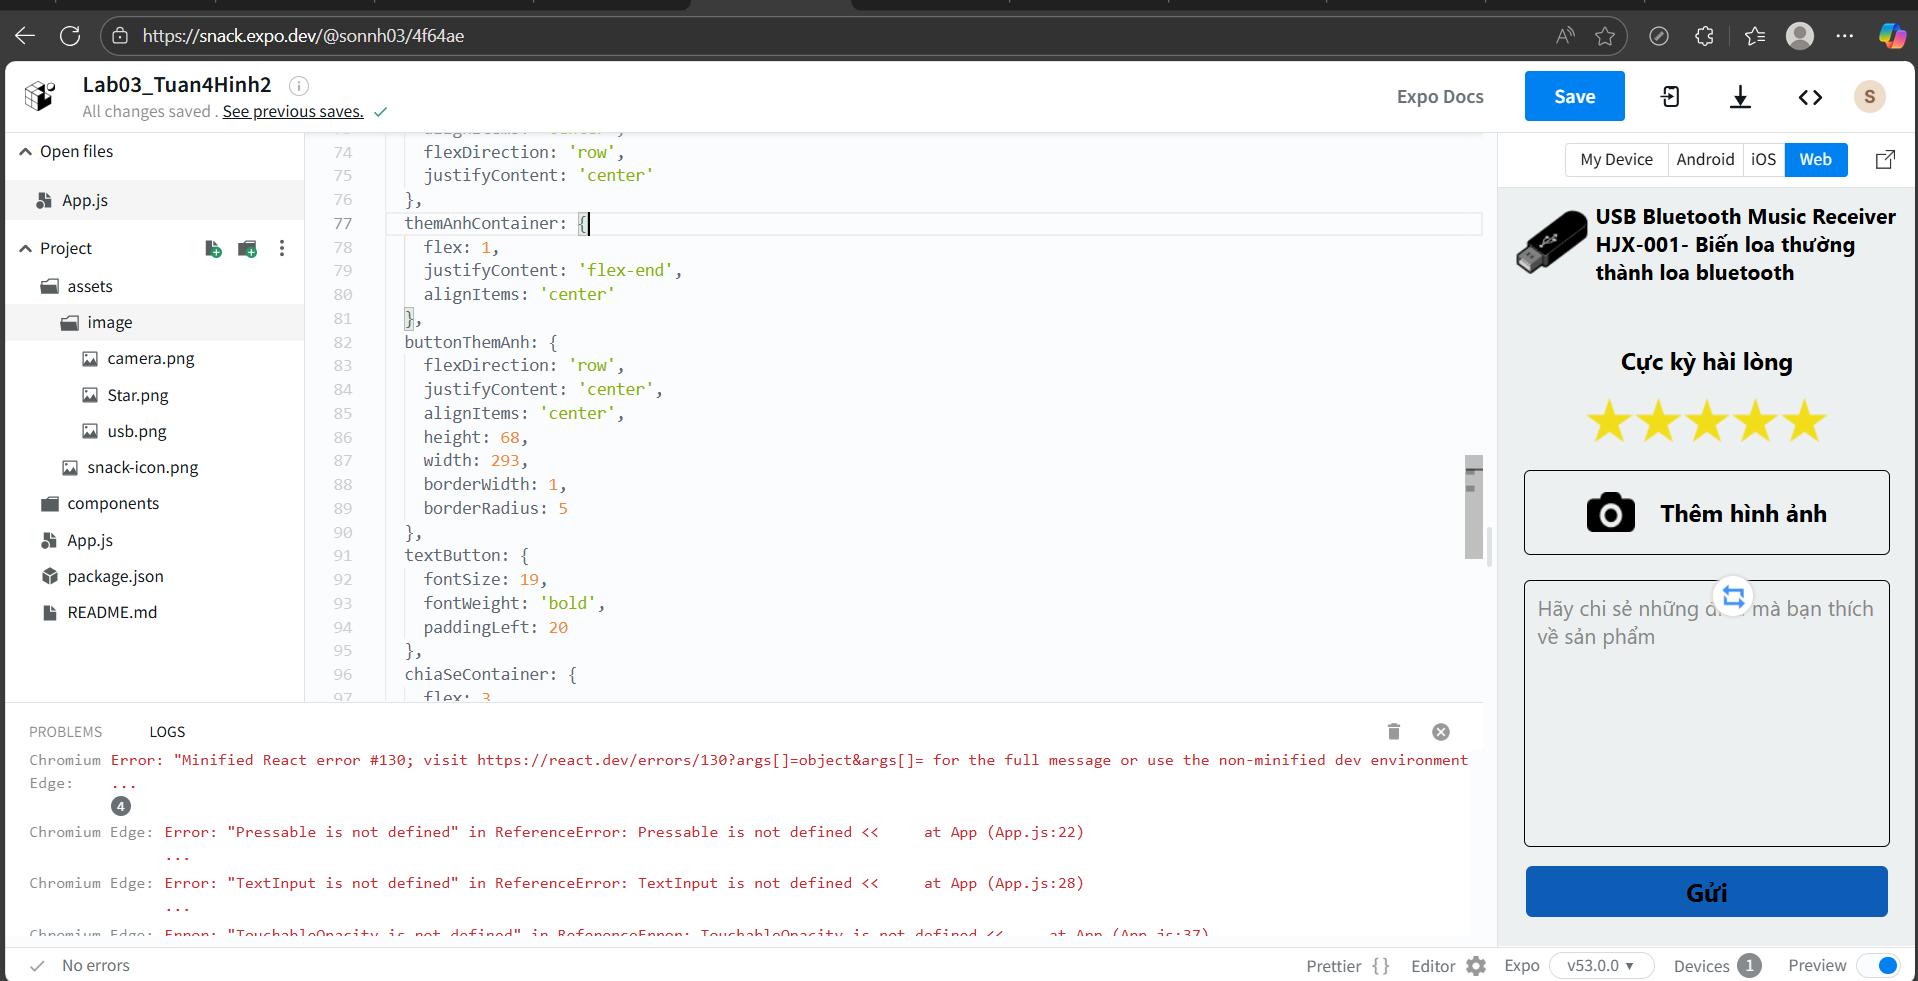 https://snack.expo.dev/@sonnh03/4f64ae
Lab03_Tuan4Hinh2
All changes saved . See previous saves.
Expo Docs
Save
S
Open files
App.js
Project
assets
image
camera.png
Star.png
usb.png
snack-icon.png
components
App.js
package.json
README.md
74 flexDirection: 'row',
75 justifyContent: 'center'
76 },
77 themAnhContainer: {
78 flex: 1,
79 justifyContent: 'flex-end',
80 alignItems: 'center'
81 },
82 buttonThemAnh: {
83 flexDirection: 'row',
84 justifyContent: 'center',
85 alignItems: 'center',
86 height: 68,
87 width: 293,
88 borderWidth: 1,
89 borderRadius: 5
90 },
91 textButton: {
92 fontSize: 19,
93 fontWeight: 'bold',
94 paddingLeft: 20
95 },
96 chiaSeContainer: {
97 flex: 3
My Device Android iOS Web
USB Bluetooth Music Receiver
HJX-001- Biến loa thường
thành loa bluetooth
Cực kỳ hài lòng
Thêm hình ảnh
Hãy chi sẻ những mà bạn thích
về sản phẩm
Gửi
PROBLEMS LOGS
Chromium Error: "Minified React error #130; visit https://react.dev/errors/130?args[]=object&args[]= for the full message or use the non-minified dev environment
Edge: ...
4
Chromium Edge: Error: "Pressable is not defined" in ReferenceError: Pressable is not defined << at App (App.js:22)
...
Chromium Edge: Error: "TextInput is not defined" in ReferenceError: TextInput is not defined << at App (App.js:28)
...
Chromium Edge: Error: "TouchableOpacity is not defined" in ReferenceError: TouchableOpacity is not defined << at App (App.js:37)
No errors
Prettier {} Editor Expo v53.0.0 Devices 1 Preview